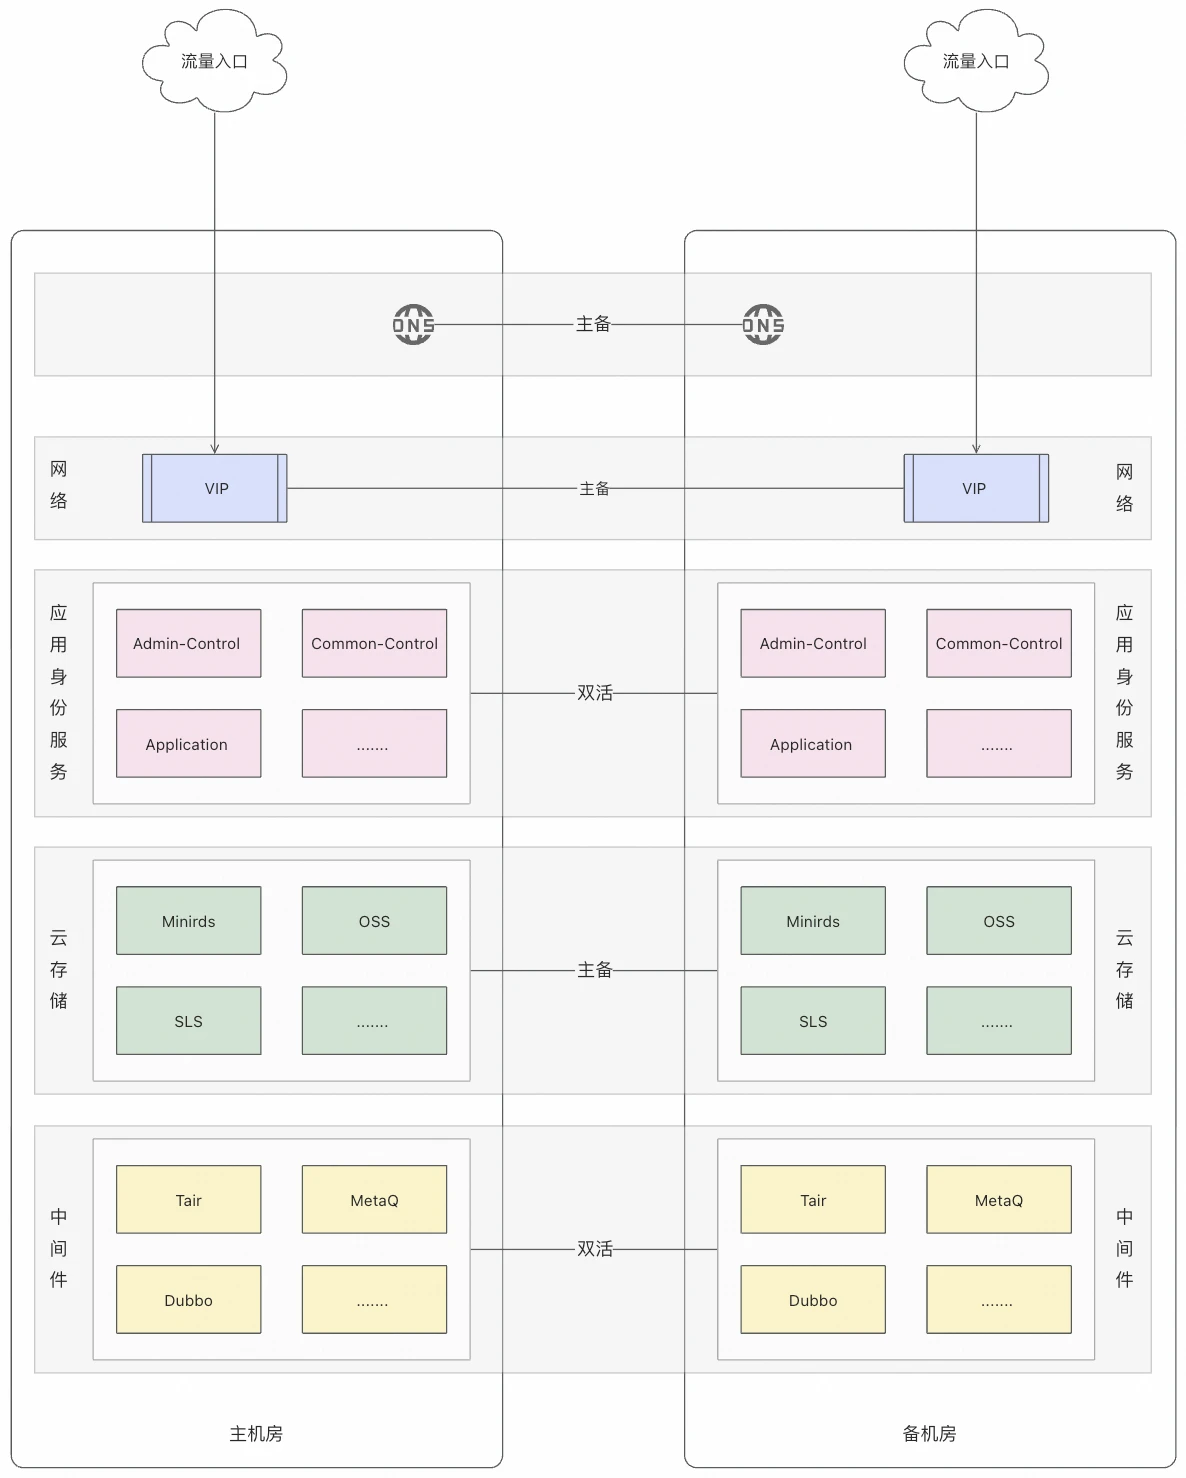 流量入口
流量入口
DNS
主备
DNS
网络
VIP
主备
VIP
网络
应用身份服务
Admin-Control
Common-Control
Application
.......
双活
Admin-Control
Common-Control
Application
.......
应用身份服务
云存储
Minirds
OSS
SLS
.......
主备
Minirds
OSS
SLS
.......
云存储
中间件
Tair
MetaQ
Dubbo
.......
双活
Tair
MetaQ
Dubbo
.......
中间件
主机房
备机房